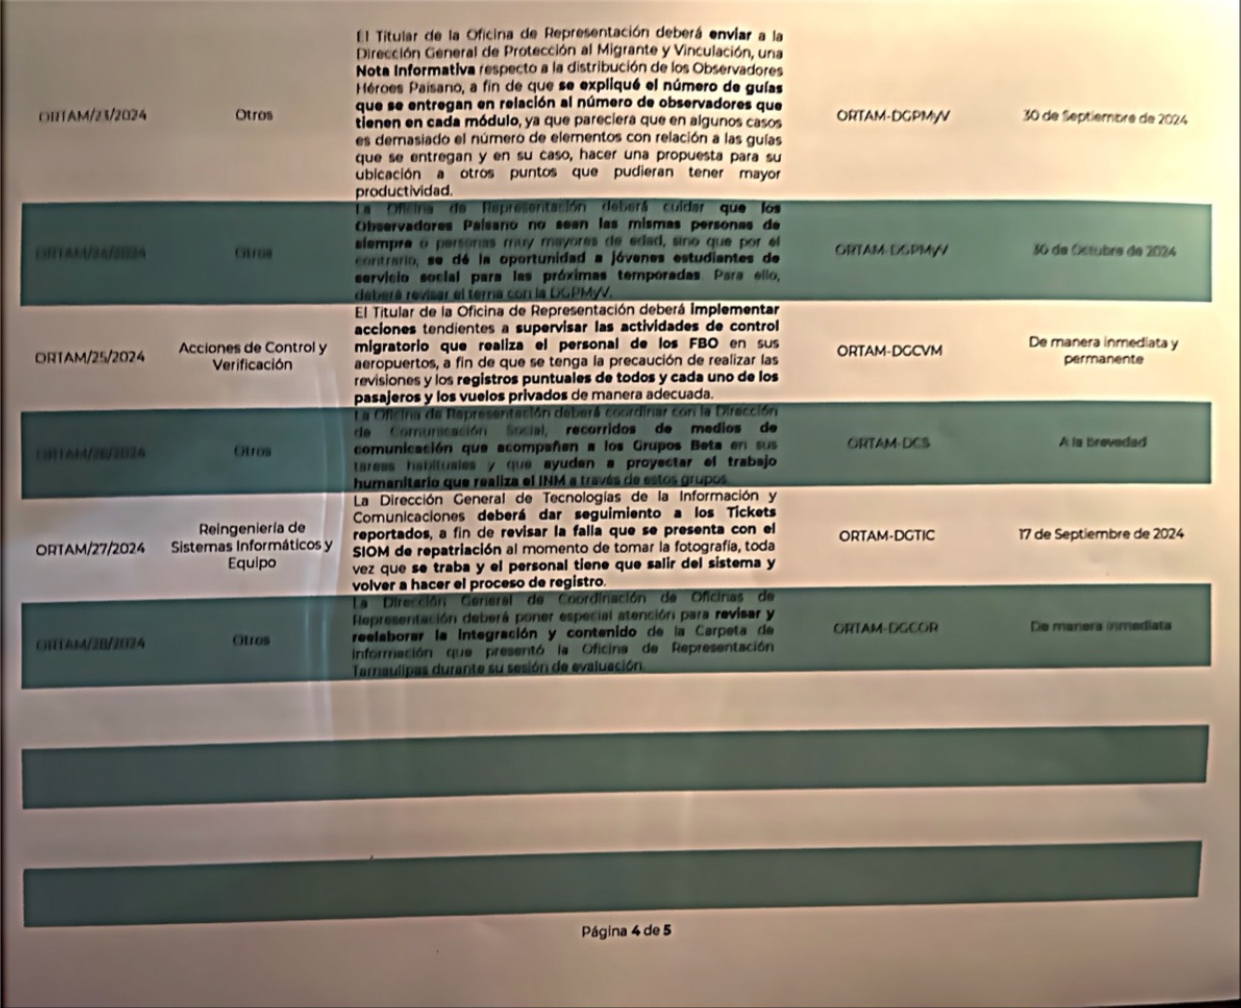 El Titular de la Oficina de Representación deberá enviar a la
Dirección General de Protección al Migrante y Vinculación, una
Nota Informativa respecto a la distribución de los Observadores
Héroes Paisano, a fin de que se expliqué el número de guías
que se entregan en relación al número de observadores que
tienen en cada módulo, ya que pareciera que en algunos casos
es demasiado el número de elementos con relación a las guías
que se entregan y en su caso, hacer una propuesta para su
ubicación a otros puntos que pudieran tener mayor
productividad.
ORTAM/23/2024
Otros
ORTAM-DGPMyV
30 de Septiembre de 2024
La Oficina de Representación deberá cuidar que los
Observadores Paisano no sean las mismas personas de
siempre o personas muy mayores de edad, sino que por el
contrario, se dé la oportunidad a jóvenes estudiantes de
servicio social para las próximas temporadas. Para ello,
deberá revisar el tema con la DGPMyV.
ORTAM/24/2024
Otros
ORTAM-DGPMyV
30 de Octubre de 2024
El Titular de la Oficina de Representación deberá implementar
acciones tendientes a supervisar las actividades de control
migratorio que realiza el personal de los FBO en sus
aeropuertos, a fin de que se tenga la precaución de realizar las
revisiones y los registros puntuales de todos y cada uno de los
pasajeros y los vuelos privados de manera adecuada.
ORTAM/25/2024
Acciones de Control y
Verificación
ORTAM-DGCVM
De manera inmediata y
permanente
La Oficina de Representación deberá coordinar con la Dirección
de Comunicación Social, recorridos de medios de
comunicación que acompañan a los Grupos Beta en sus
tareas habituales y que ayuden a proyectar el trabajo
humanitario que realiza el INM a través de estos grupos.
ORTAM/26/2024
Otros
ORTAM-DCS
A la brevedad
La Dirección General de Tecnologías de la Información y
Comunicaciones deberá dar seguimiento a los Tickets
reportados, a fin de revisar la falla que se presenta con el
SIOM de repatriación al momento de tomar la fotografía, toda
vez que se traba y el personal tiene que salir del sistema y
volver a hacer el proceso de registro.
ORTAM/27/2024
Reingeniería de
Sistemas Informáticos y
Equipo
ORTAM-DGTIC
17 de Septiembre de 2024
La Dirección General de Coordinación de Oficinas de
Representación deberá poner especial atención para revisar y
reelaborar la integración y contenido de la Carpeta de
Información que presentó la Oficina de Representación
Tamaulipas durante su sesión de evaluación.
ORTAM/28/2024
Otros
ORTAM-DGCOR
De manera inmediata
Página 4 de 5